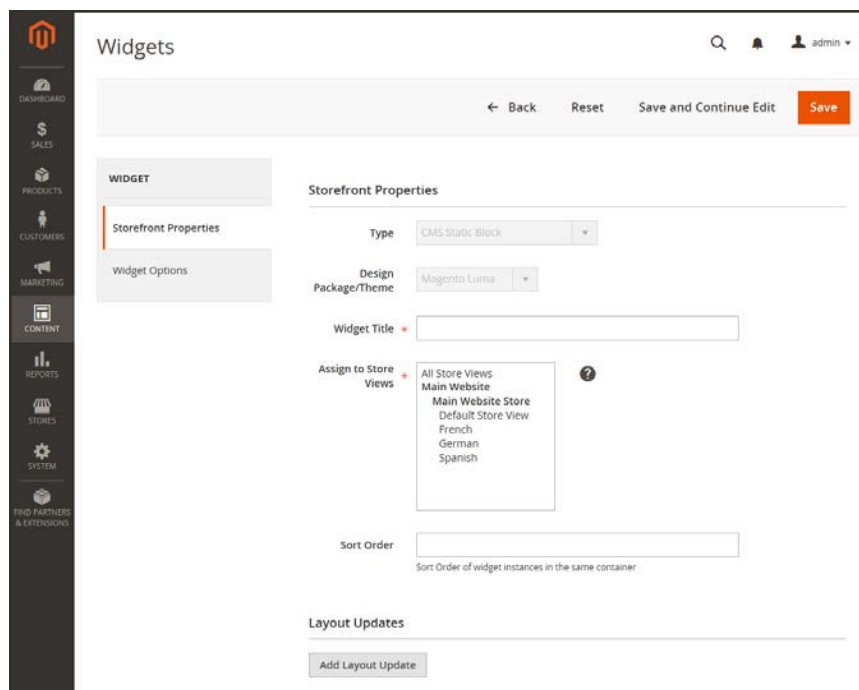 Widgets
admin
← Back
Reset
Save and Continue Edit
Save
DASHBOARD
$
SALES
PRODUCTS
CUSTOMERS
MARKETING
CONTENT
REPORTS
STORES
SYSTEM
FIND PARTNERS
& EXTENSIONS
WIDGET
Storefront Properties
Widget Options
Storefront Properties
Type
CMS Static Block
Design
Package/Theme
Magento Luma
Widget Title *
Assign to Store
Views *
All Store Views
Main Website
Main Website Store
Default Store View
French
German
Spanish
?
Sort Order
Sort Order of widget instances in the same container
Layout Updates
Add Layout Update